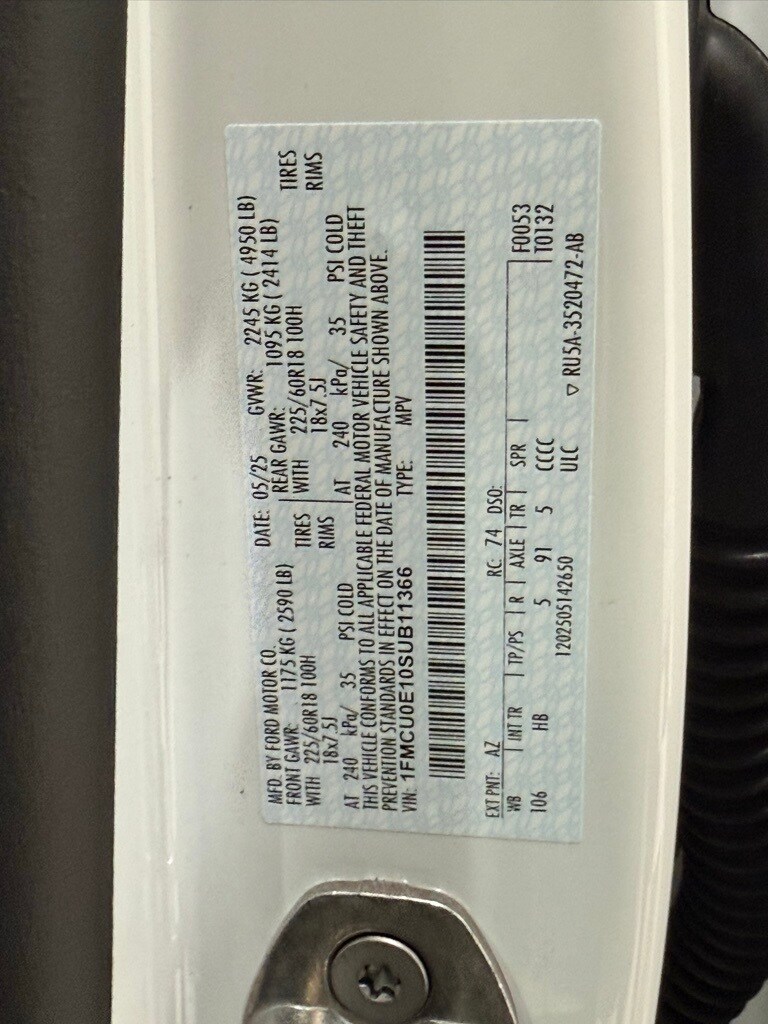 MFD. BY FORD MOTOR CO.
DATE: 05/25 GVWR: 2245 KG ( 4950 LB)
FRONT GAWR: 1175 KG ( 2590 LB)
REAR GAWR: 1095 KG ( 2414 LB)
WITH 225/60R18 100H TIRES
WITH 225/60R18 100H TIRES
18x7.5J RIMS
18x7.5J RIMS
AT 240 kPa/ 35 PSI COLD
AT 240 kPa/ 35 PSI COLD
THIS VEHICLE CONFORMS TO ALL APPLICABLE FEDERAL MOTOR VEHICLE SAFETY AND THEFT
PREVENTION STANDARDS IN EFFECT ON THE DATE OF MANUFACTURE SHOWN ABOVE.
VIN: 1FMCU0E10SUB11366 TYPE: MPV
EXT PNT: AZ RC: 74 DSO:
WB INT TR TP/PS R AXLE TR SPR F0053
106 HB 5 91 5 CCCC T0132
1202505142650 ULC ▽ RU5A-3520472-AB